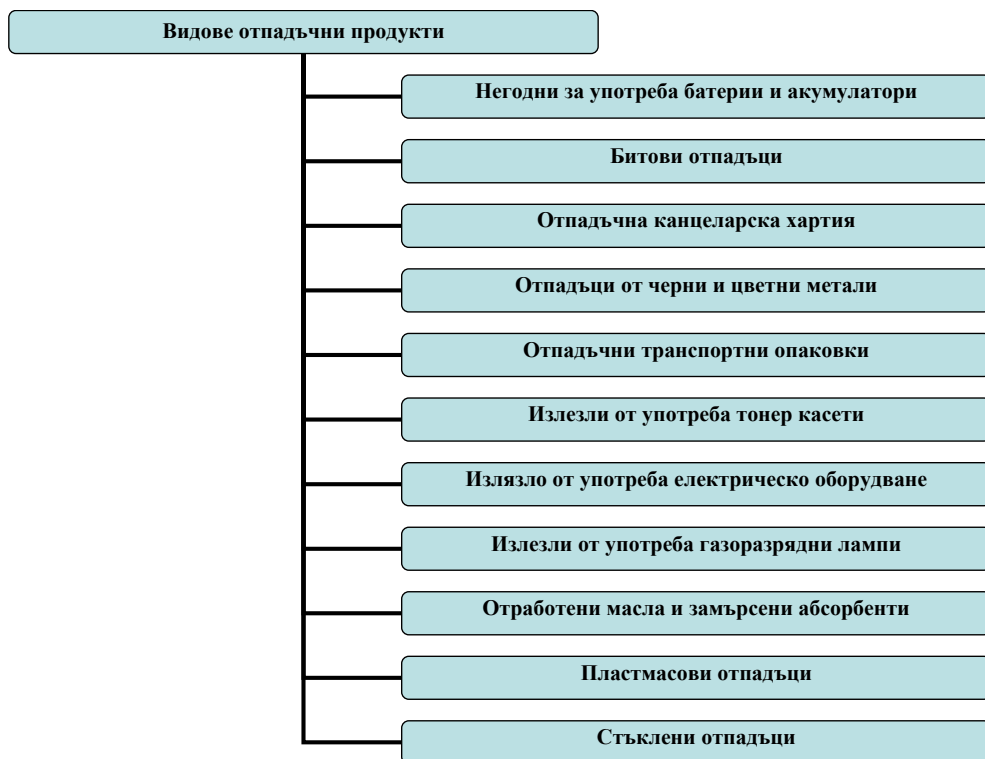 Видове отпадъчни продукти
Негодни за употреба батерии и акумулатори
Битови отпадъци
Отпадъчна канцеларска хартия
Отпадъци от черни и цветни метали
Отпадъчни транспортни опаковки
Излезли от употреба тонер касети
Излязло от употреба електрическо оборудване
Излезли от употреба газоразрядни лампи
Отработени масла и замърсени абсорбенти
Пластмасови отпадъци
Стъклени отпадъци